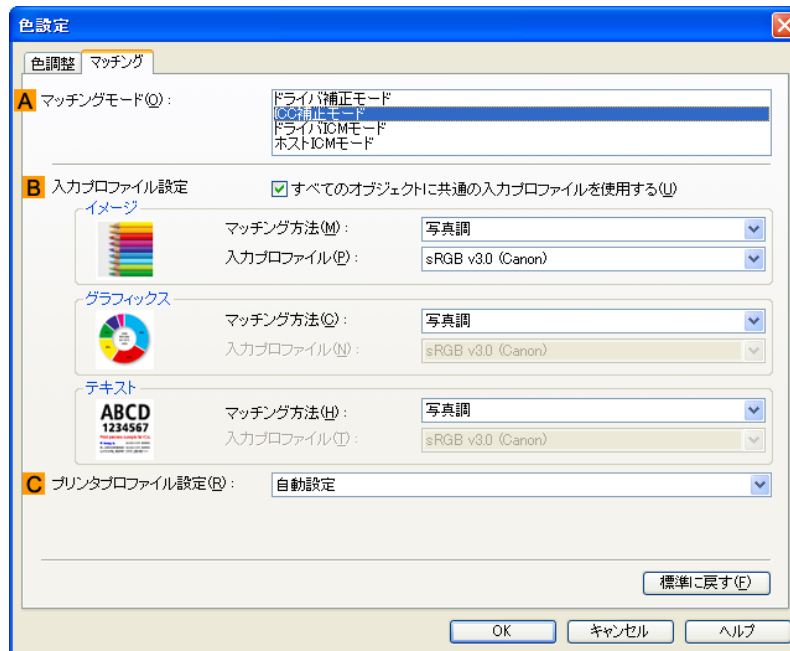 色設定
色調整 マッチング
A マッチングモード(O):
ドライバ補正モード
ICC補正モード
ドライバICMモード
ホストICMモード
B 入力プロファイル設定 すべてのオブジェクトに共通の入力プロファイルを使用する(U)
イメージ
マッチング方法(M): 写真調
入力プロファイル(P): sRGB v3.0 (Canon)
グラフィックス
マッチング方法(C): 写真調
入力プロファイル(N): sRGB v3.0 (Canon)
テキスト
ABCD
1234567
マッチング方法(H): 写真調
入力プロファイル(T): sRGB v3.0 (Canon)
C プリンタプロファイル設定(R): 自動設定
標準に戻す(F)
OK キャンセル ヘルプ